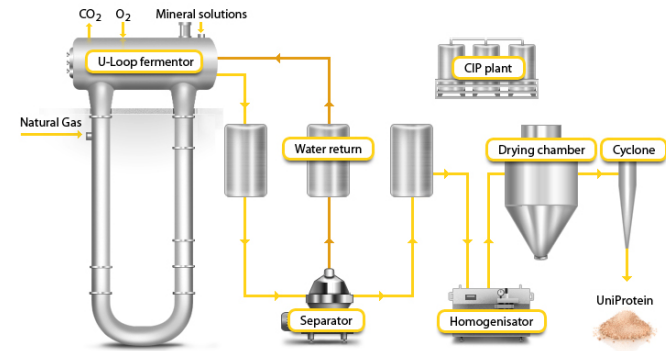 CO2 O2 Mineral solutions
U-Loop fermentor
CIP plant
Natural Gas
Water return
Drying chamber
Cyclone
UniProtein
Separator
Homogenisator